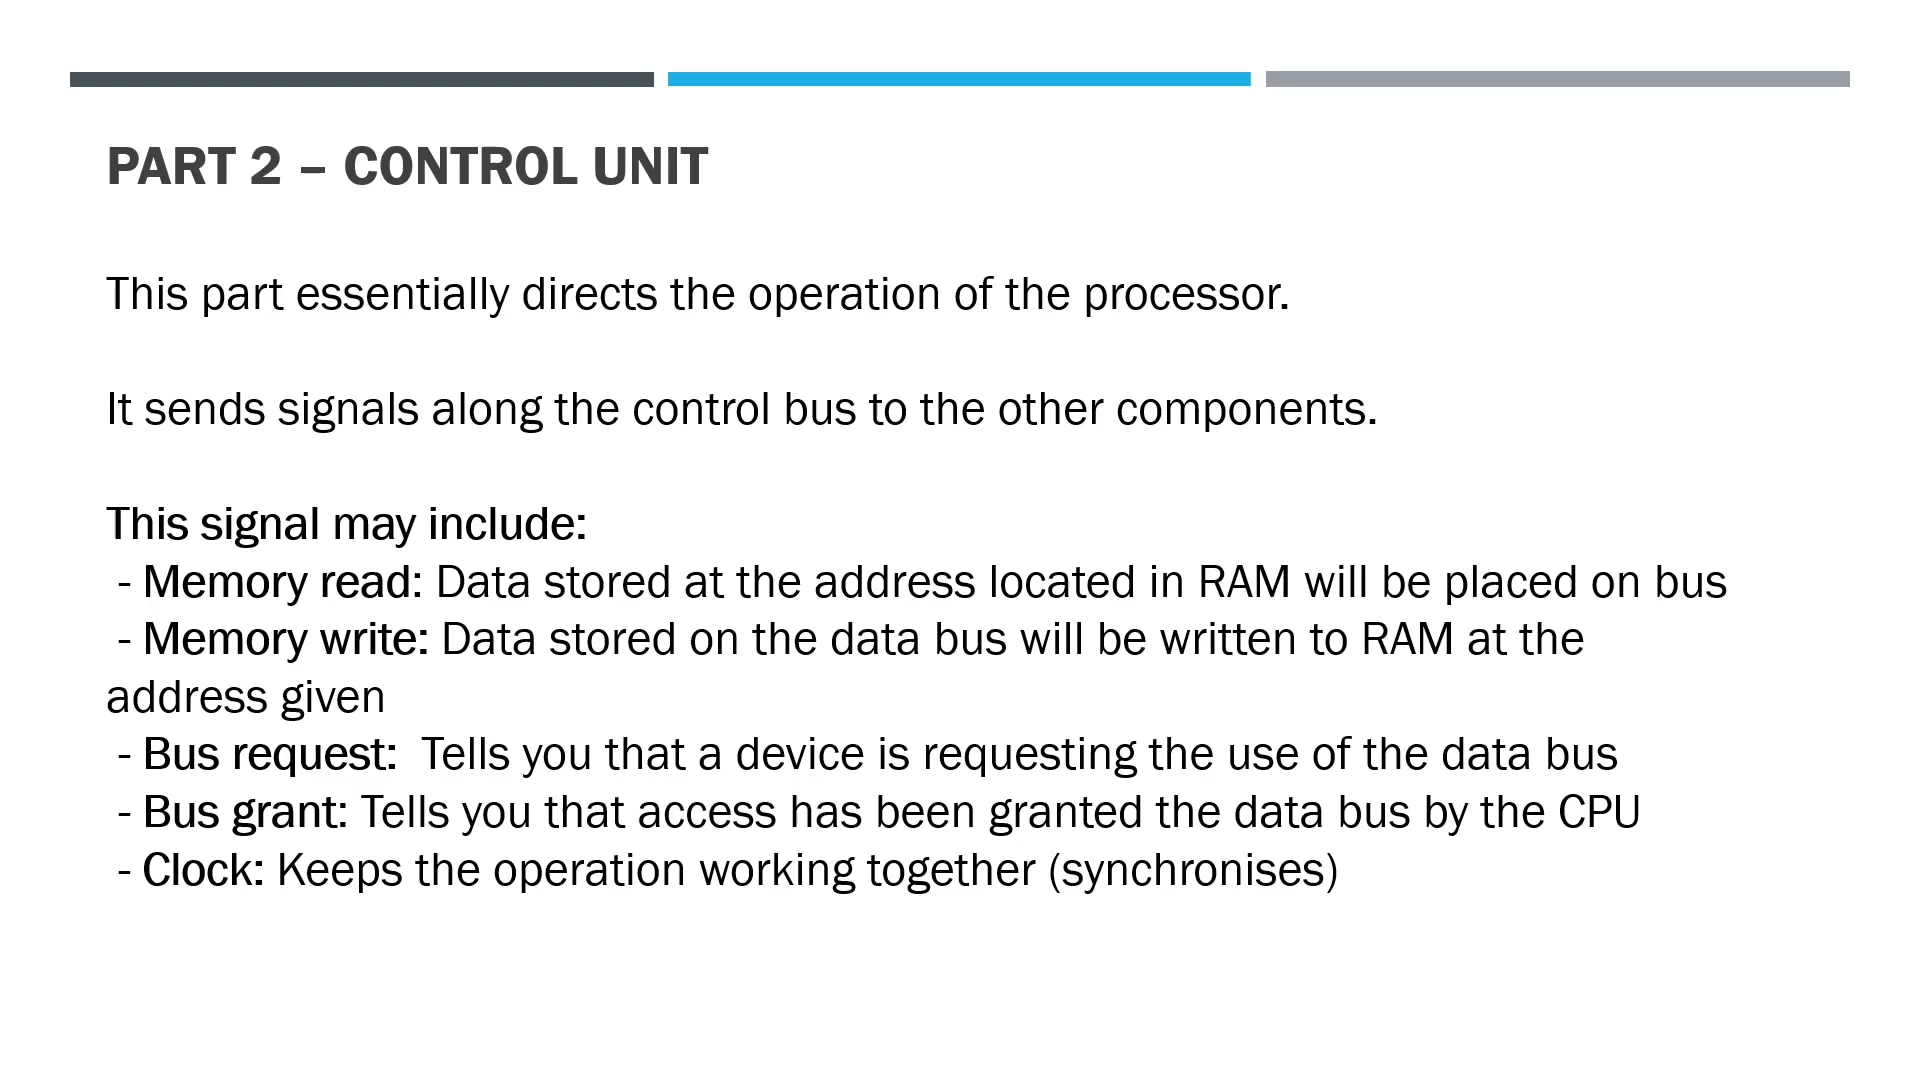 PART 2 – CONTROL UNIT
This part essentially directs the operation of the processor.
It sends signals along the control bus to the other components.
This signal may include:
- Memory read: Data stored at the address located in RAM will be placed on bus
- Memory write: Data stored on the data bus will be written to RAM at the
address given
- Bus request:  Tells you that a device is requesting the use of the data bus
- Bus grant: Tells you that access has been granted the data bus by the CPU
- Clock: Keeps the operation working together (synchronises)